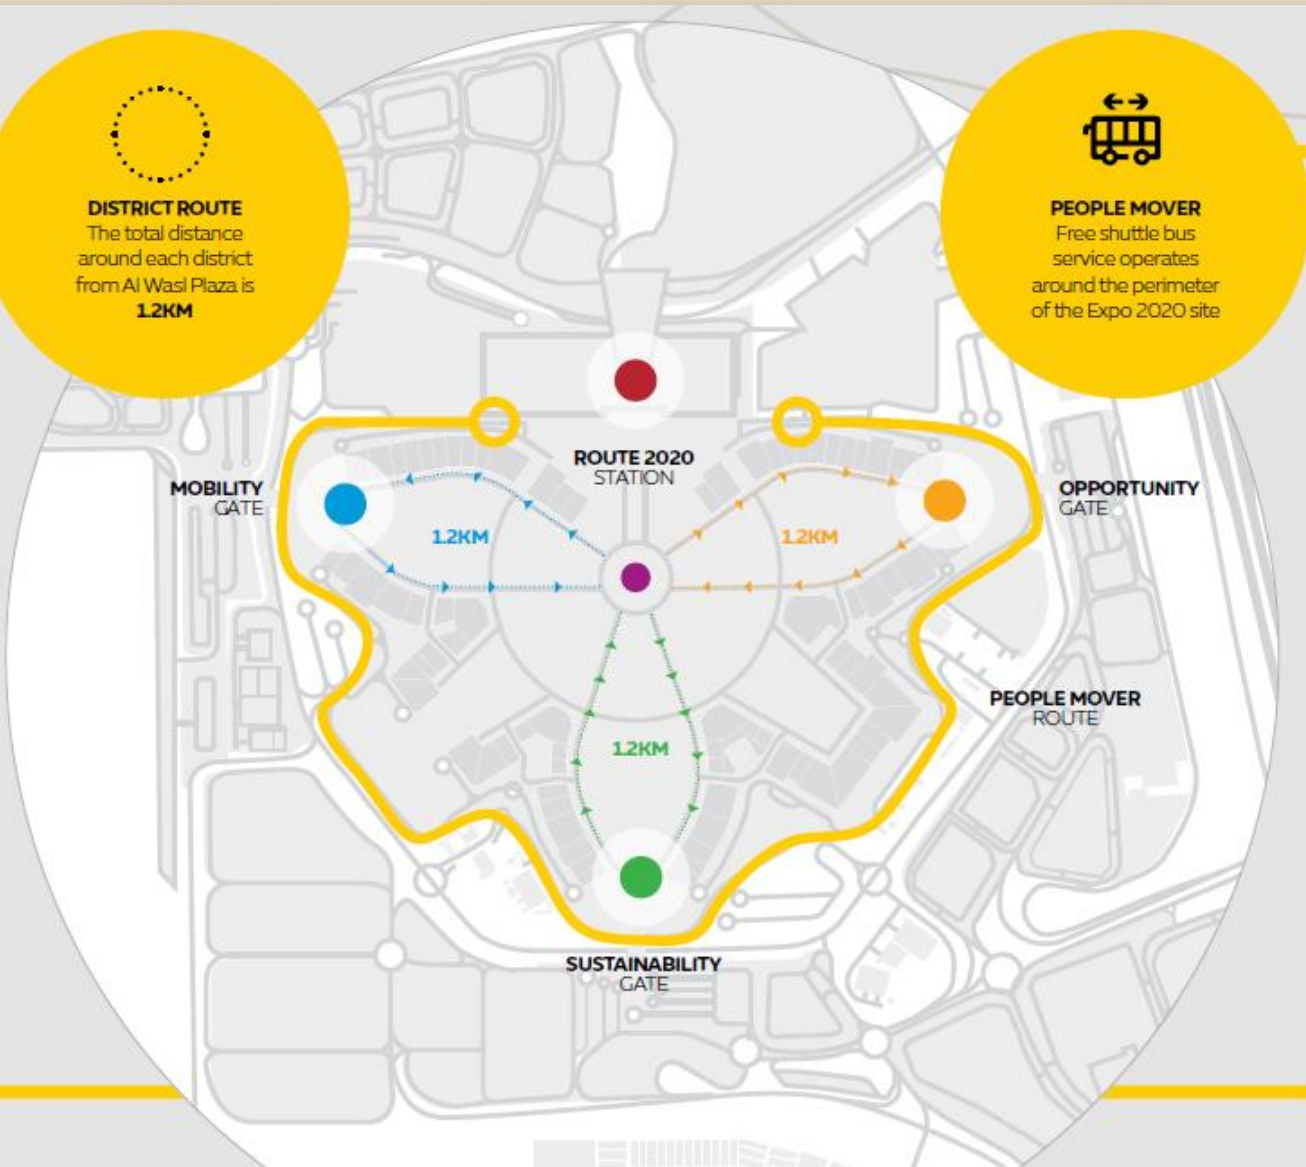 DISTRICT ROUTE
The total distance
around each district
from Al Wasl Plaza is
1.2KM
PEOPLE MOVER
Free shuttle bus
service operates
around the perimeter
of the Expo 2020 site
ROUTE 2020
STATION
MOBILITY
GATE
OPPORTUNITY
GATE
1.2KM
1.2KM
PEOPLE MOVER
ROUTE
1.2KM
SUSTAINABILITY
GATE